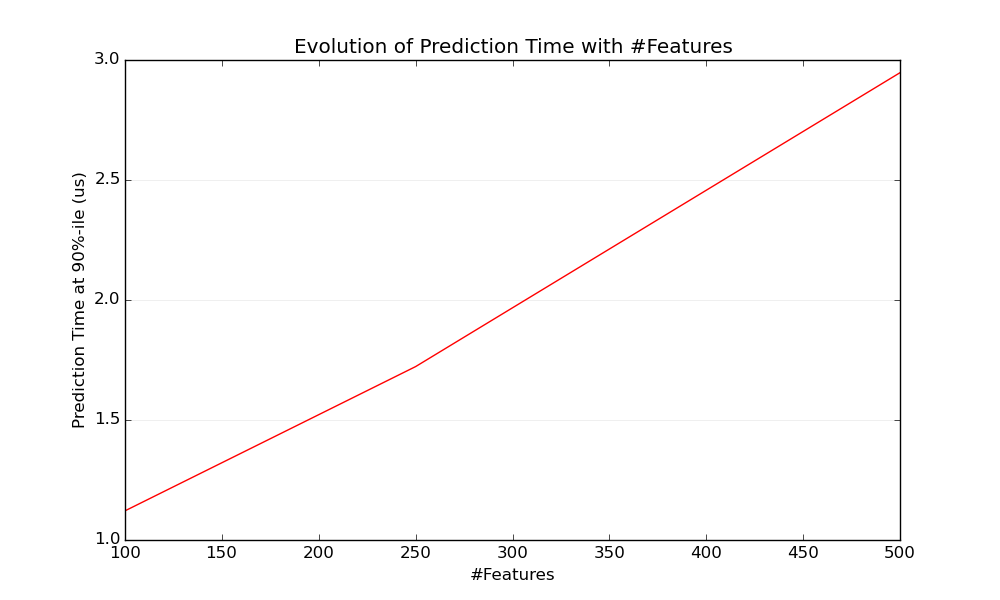 Evolution of Prediction Time with #Features
3.0
2.5
2.0
1.5
1.0
Prediction Time at 90%-ile (us)
100 150 200 250 300 350 400 450 500
#Features